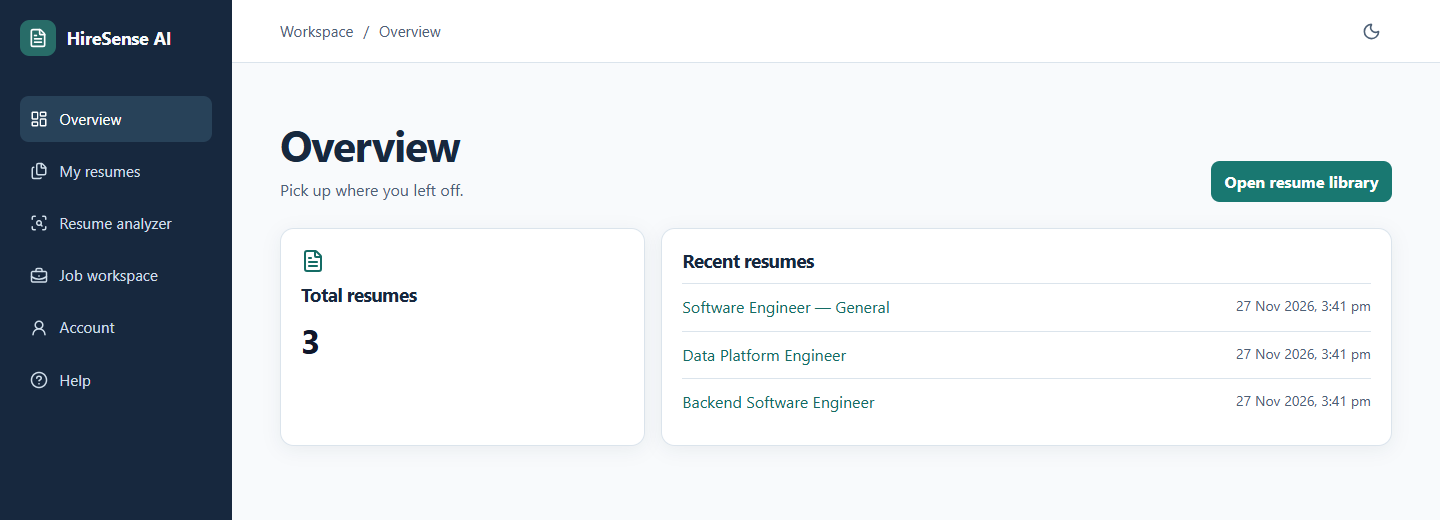 HireSense AI
Overview
My resumes
Resume analyzer
Job workspace
Account
Help
Workspace / Overview
Overview
Pick up where you left off.
Open resume library
Total resumes
3
Recent resumes
Software Engineer — General 27 Nov 2026, 3:41 pm
Data Platform Engineer 27 Nov 2026, 3:41 pm
Backend Software Engineer 27 Nov 2026, 3:41 pm